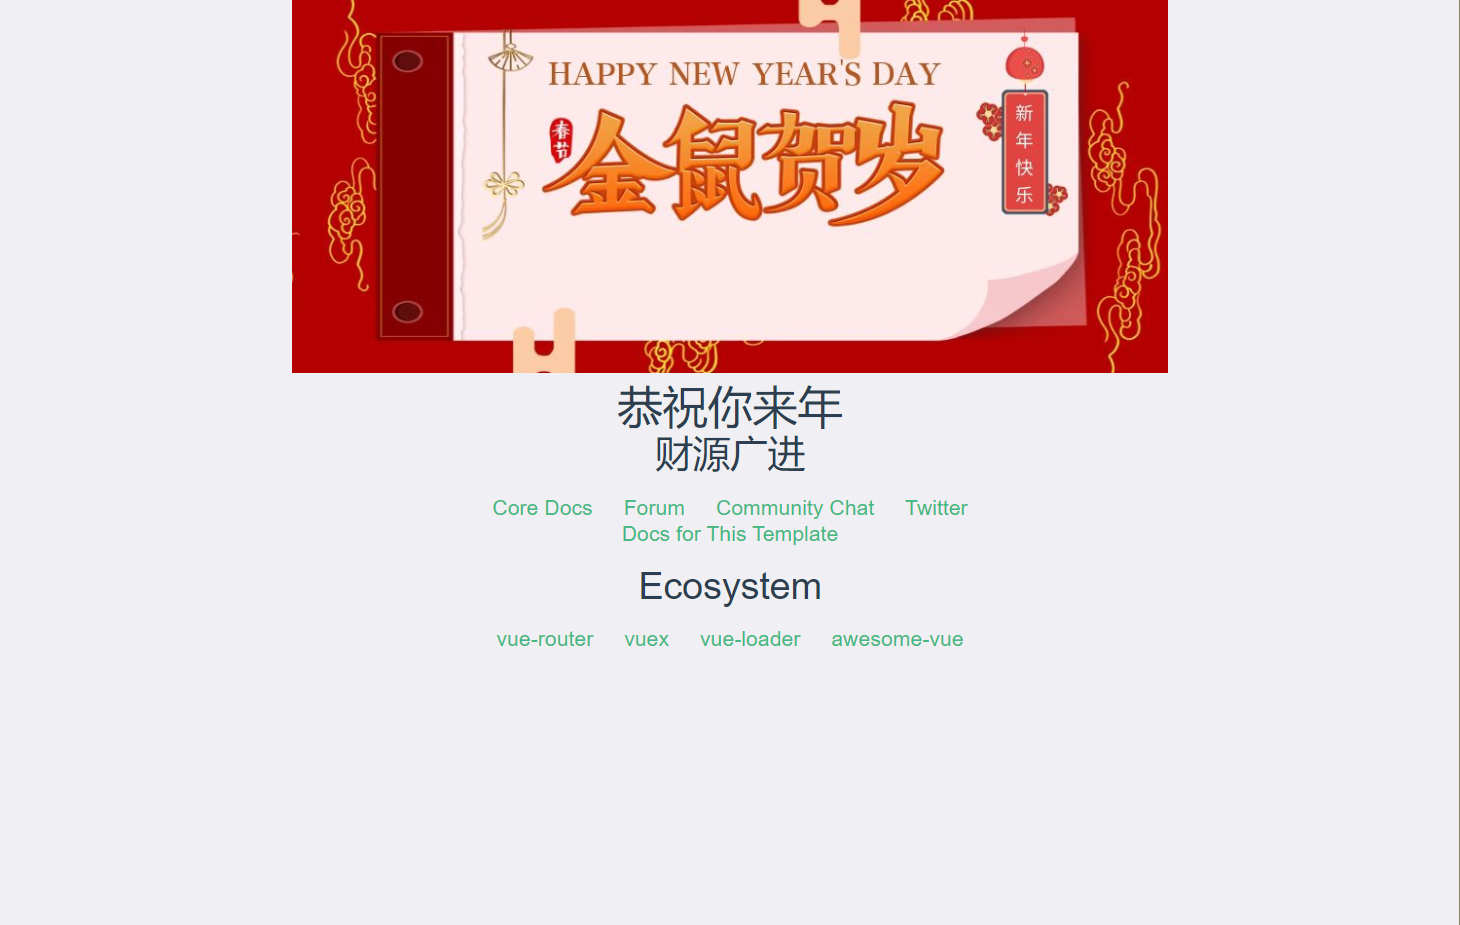 HAPPY NEW YEAR'S DAY
春节
金鼠贺岁
新年快乐
恭祝你来年
财源广进
Core Docs Forum Community Chat Twitter
Docs for This Template
Ecosystem
vue-router vuex vue-loader awesome-vue